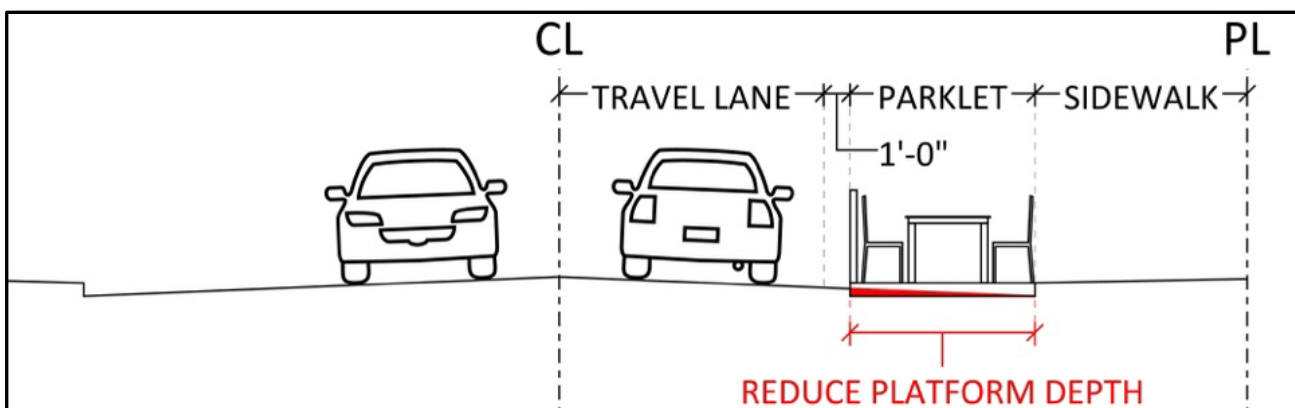 CL
PL
TRAVEL LANE
PARKLET
SIDEWALK
1'-0"
REDUCE PLATFORM DEPTH